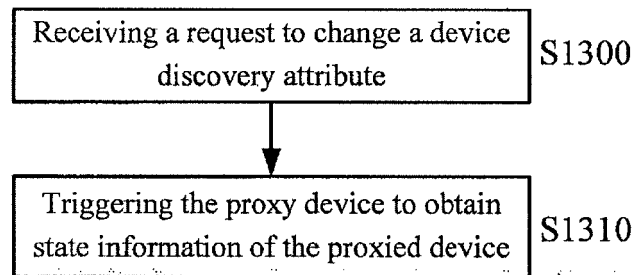 Receiving a request to change a device
discovery attribute
S1300
Triggering the proxy device to obtain
state information of the proxied device
S1310